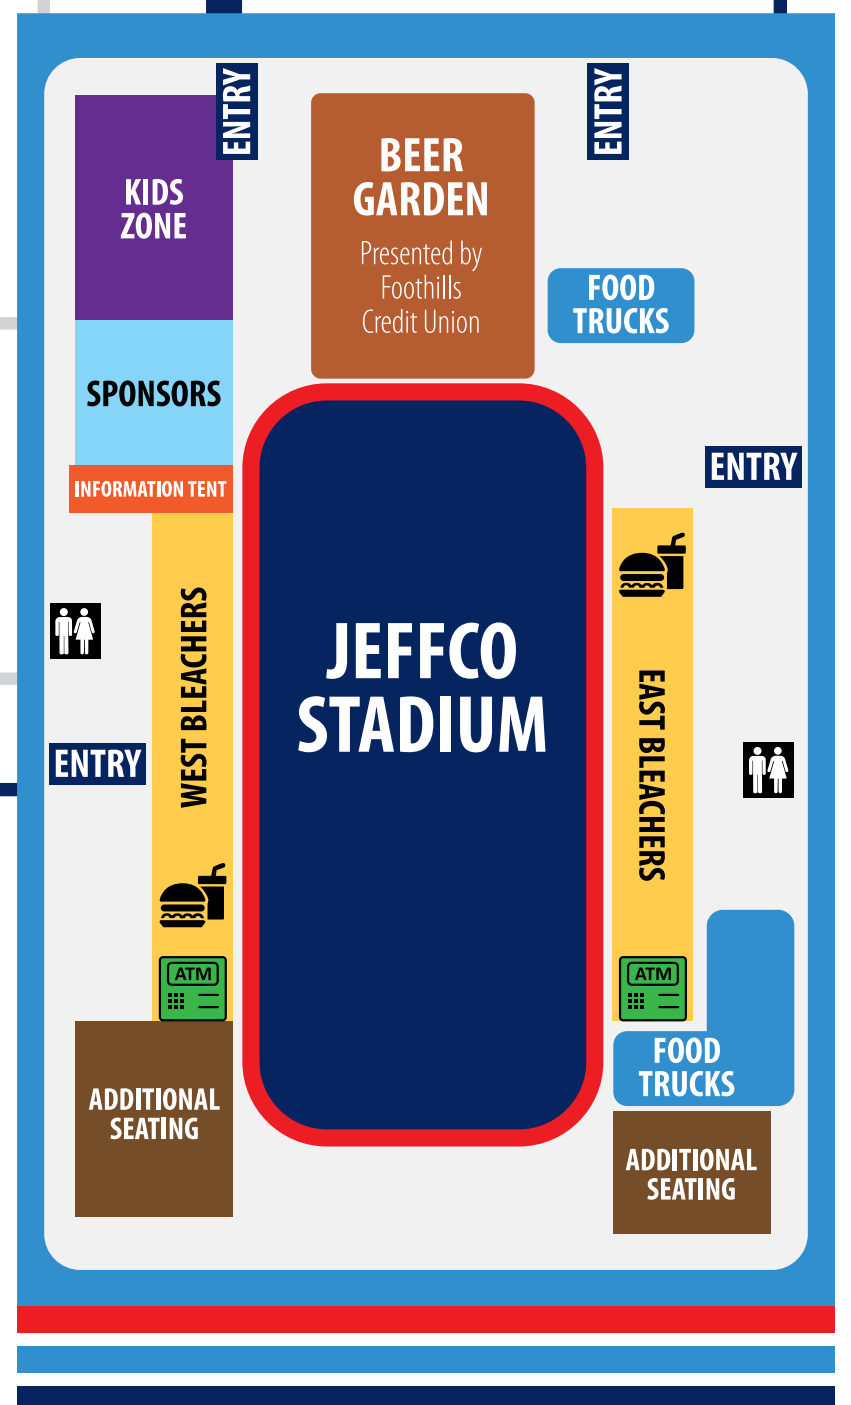 ENTRY
ENTRY
KIDS
ZONE
BEER
GARDEN
Presented by
Foothills
Credit Union
FOOD
TRUCKS
SPONSORS
INFORMATION TENT
ENTRY
WEST BLEACHERS
JEFFCO
STADIUM
EAST BLEACHERS
ENTRY
ATM
ATM
FOOD
TRUCKS
ADDITIONAL
SEATING
ADDITIONAL
SEATING